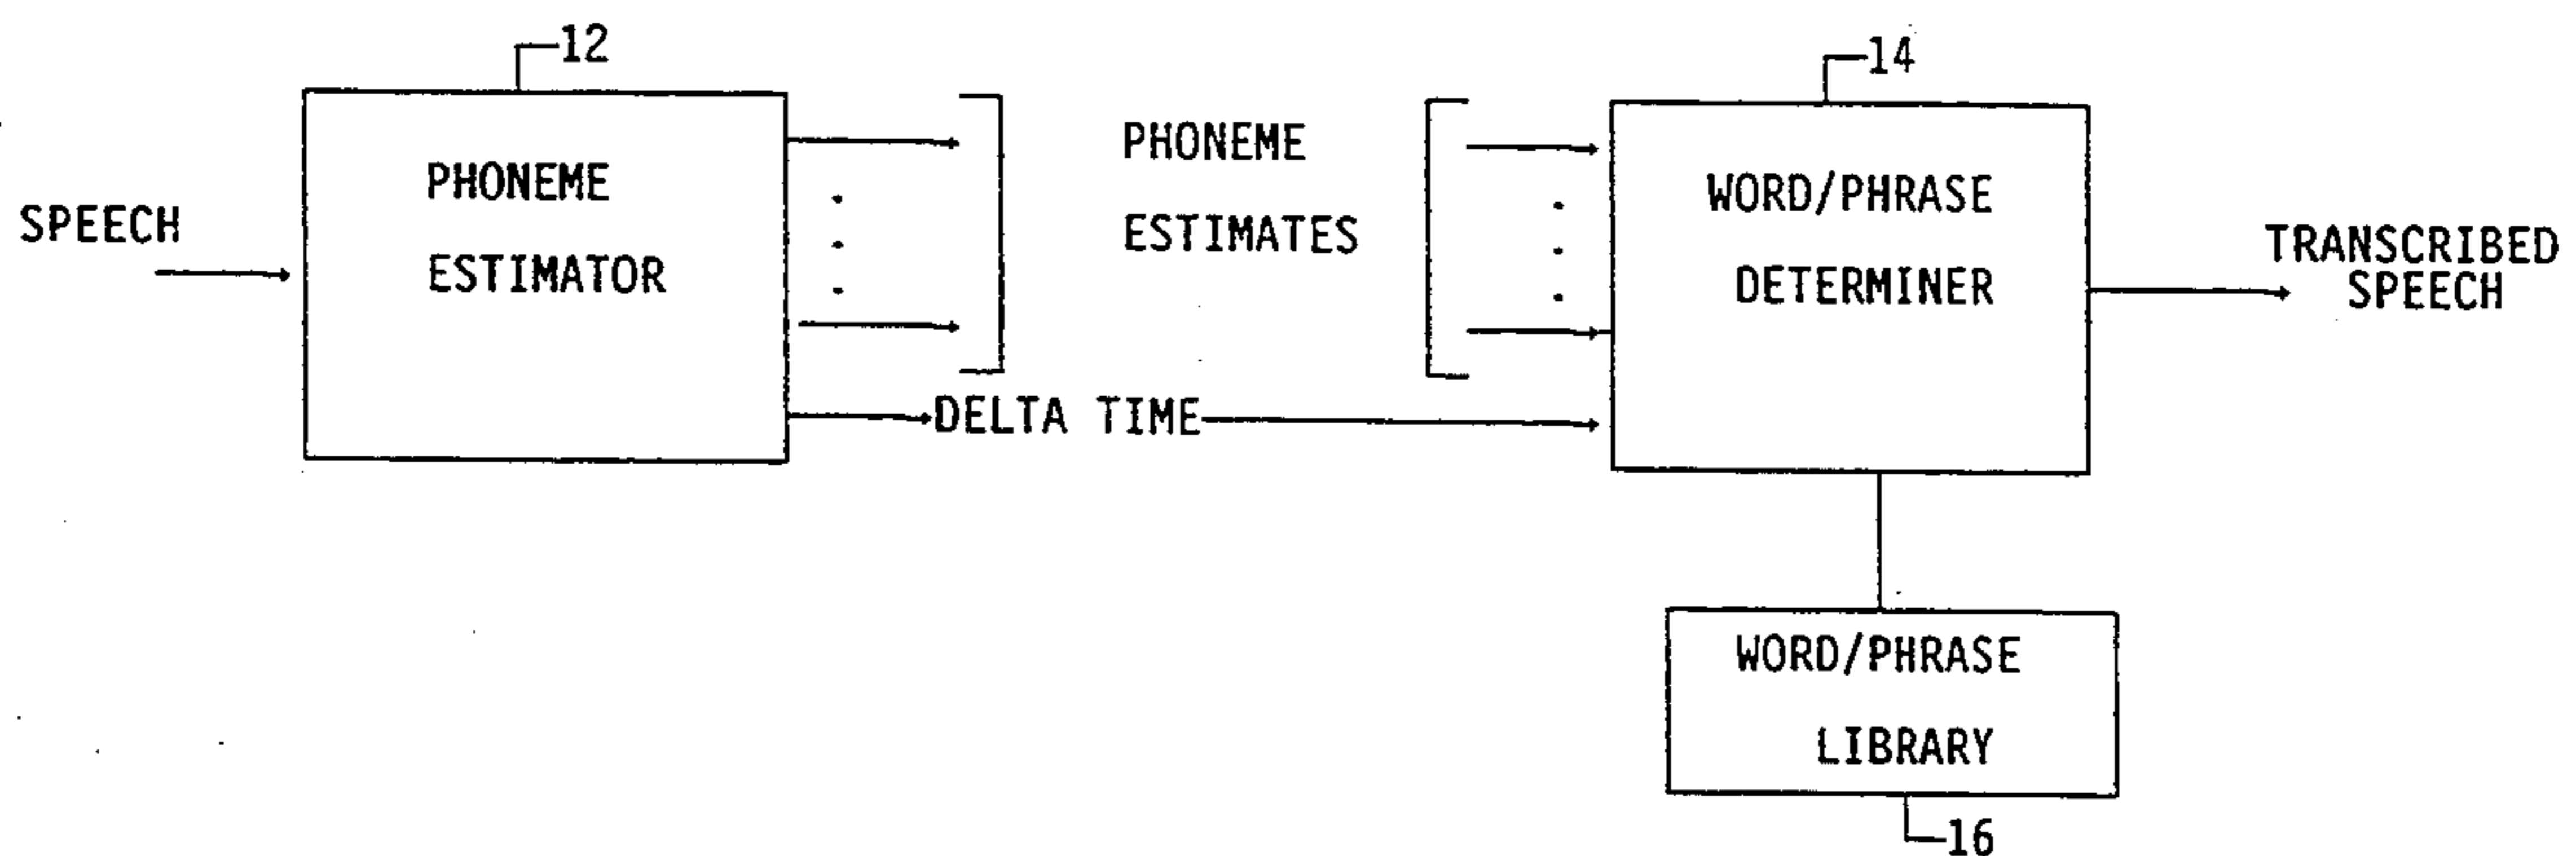 12
14
SPEECH
PHONEME
ESTIMATOR
PHONEME
ESTIMATES
DELTA TIME
WORD/PHRASE
DETERMINER
TRANSCRIBED
SPEECH
WORD/PHRASE
LIBRARY
16